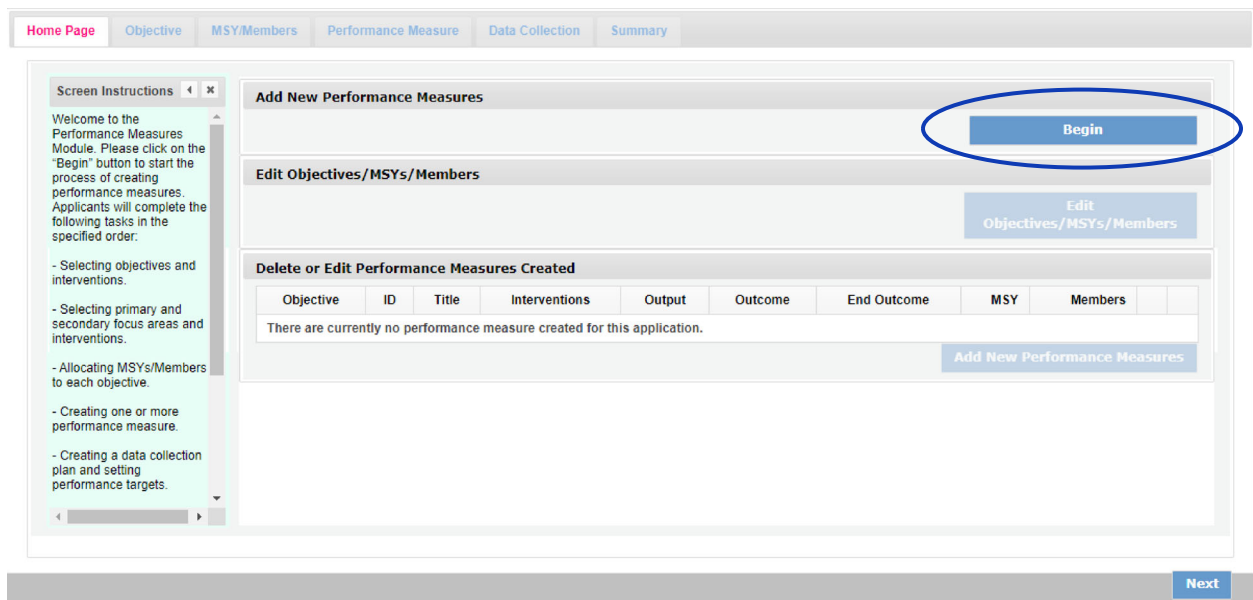 Home Page Objective MSY/Members Performance Measure Data Collection Summary
Screen Instructions
Welcome to the
Performance Measures
Module. Please click on the
"Begin" button to start the
process of creating
performance measures.
Applicants will complete the
following tasks in the
specified order:
- Selecting objectives and
interventions.
- Selecting primary and
secondary focus areas and
interventions.
- Allocating MSYs/Members
to each objective.
- Creating one or more
performance measure.
- Creating a data collection
plan and setting
performance targets.
Add New Performance Measures
Begin
Edit Objectives/MSYs/Members
Edit
Objectives/MSYs/Members
Delete or Edit Performance Measures Created
Objective ID Title Interventions Output Outcome End Outcome MSY Members
There are currently no performance measure created for this application.
Add New Performance Measures
Next